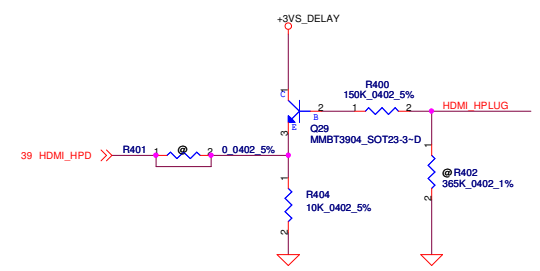 +3VS_DELAY
1
C
R400
150K_0402_5%
2
1
2
HDMI_HPLUG
B
E
Q29
MMBT3904_SOT23-3~D
3
39 HDMI_HPD
R401
1
@
2
0_0402_5%
1
@ R402
365K_0402_1%
2
1
R404
10K_0402_5%
2